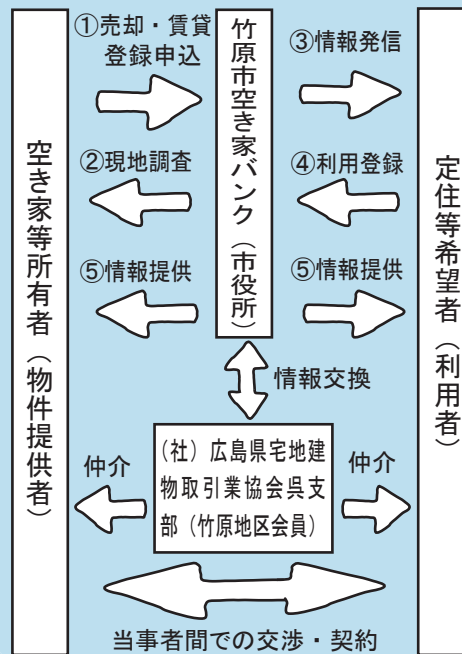 ①売却・賃貸
登録申込
竹原市空き家バンク（市役所）
③情報発信
空き家等所有者（物件提供者）
②現地調査
④利用登録
定住等希望者（利用者）
⑤情報提供
⑤情報提供
情報交換
仲介
（社）広島県宅地建
物取引業協会呉支
部（竹原地区会員）
仲介
当事者間での交渉・契約